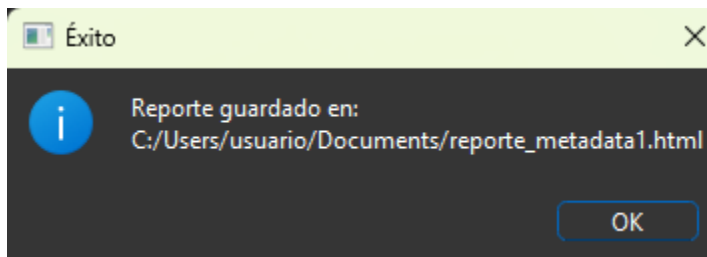 Éxito
Reporte guardado en:
C:/Users/usuario/Documents/reporte_metadata1.html
OK